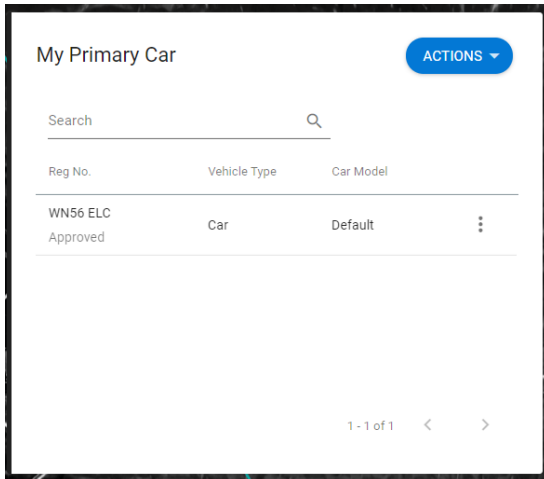 My Primary Car
ACTIONS
Search
Reg No. Vehicle Type Car Model
WN56 ELC
Approved
Car
Default
1 - 1 of 1